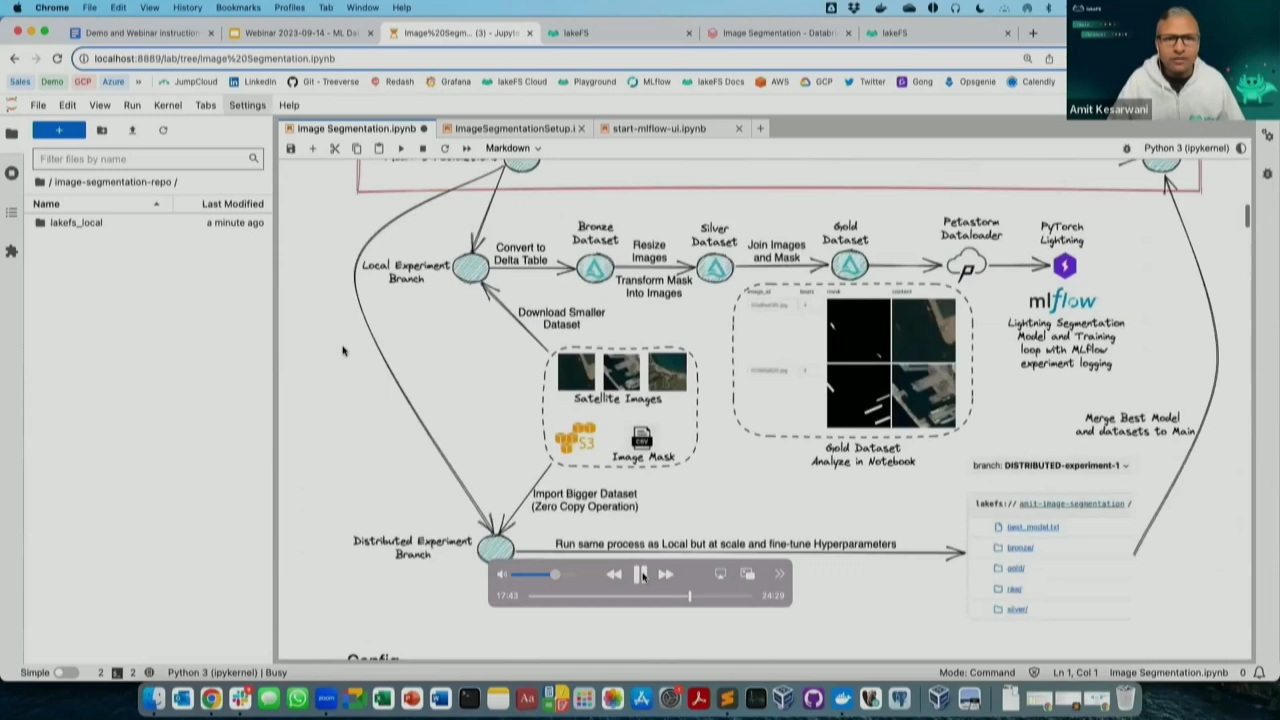 Chrome File Edit View History Bookmarks Profiles Tab Window Help
lakeFS
Demo and Webinar instruction
Webinar 2023-09-14 - ML Dat
Image%20Segm... (3) - Jupyte
lakeFS
Image Segmentation - Databri
lakeFS
localhost:8889/lab/tree/Image%20Segmentation.ipynb
Sales Demo GCP Azure » JumpCloud LinkedIn Git - Treeverse Redash Grafana lakeFS Cloud Playground MLflow lakeFS Docs AWS GCP Twitter Gong Opsgenie Calendly
Amit Kesarwani
File Edit View Run Kernel Tabs Settings Help
Image Segmentation.ipynb
ImageSegmentationSetup.i
start-mlflow-ui.ipynb
Markdown
Python 3 (ipykernel)
Filter files by name
/ image-segmentation-repo /
Name
Last Modified
lakefs_local
a minute ago
Local Experiment
Branch
Convert to
Delta Table
Bronze
Dataset
Resize
Images
Transform Mask
Into Images
Silver
Dataset
Join Images
and Mask
Gold
Dataset
Petastorm
Dataloader
PyTorch
Lightning
mlflow
Lightning Segmentation
Model and Training
loop with MLflow
experiment logging
Download Smaller
Dataset
Satellite Images
S3
CSV
Image Mask
mask
content
Gold Dataset
Analyze in Notebook
Merge Best Model
and datasets to Main
Import Bigger Dataset
(Zero Copy Operation)
Distributed Experiment
Branch
Run same process as Local but at scale and fine-tune Hyperparameters
branch: DISTRIBUTED-experiment-1
lakefs:// amit-image-segmentation /
best_model.txt
bronze/
gold/
raw/
silver/
17:43
24:29
Config
Simple
2
2
Python 3 (ipykernel) | Busy
Mode: Command
Ln 1, Col 1
Image Segmentation.ipynb
0